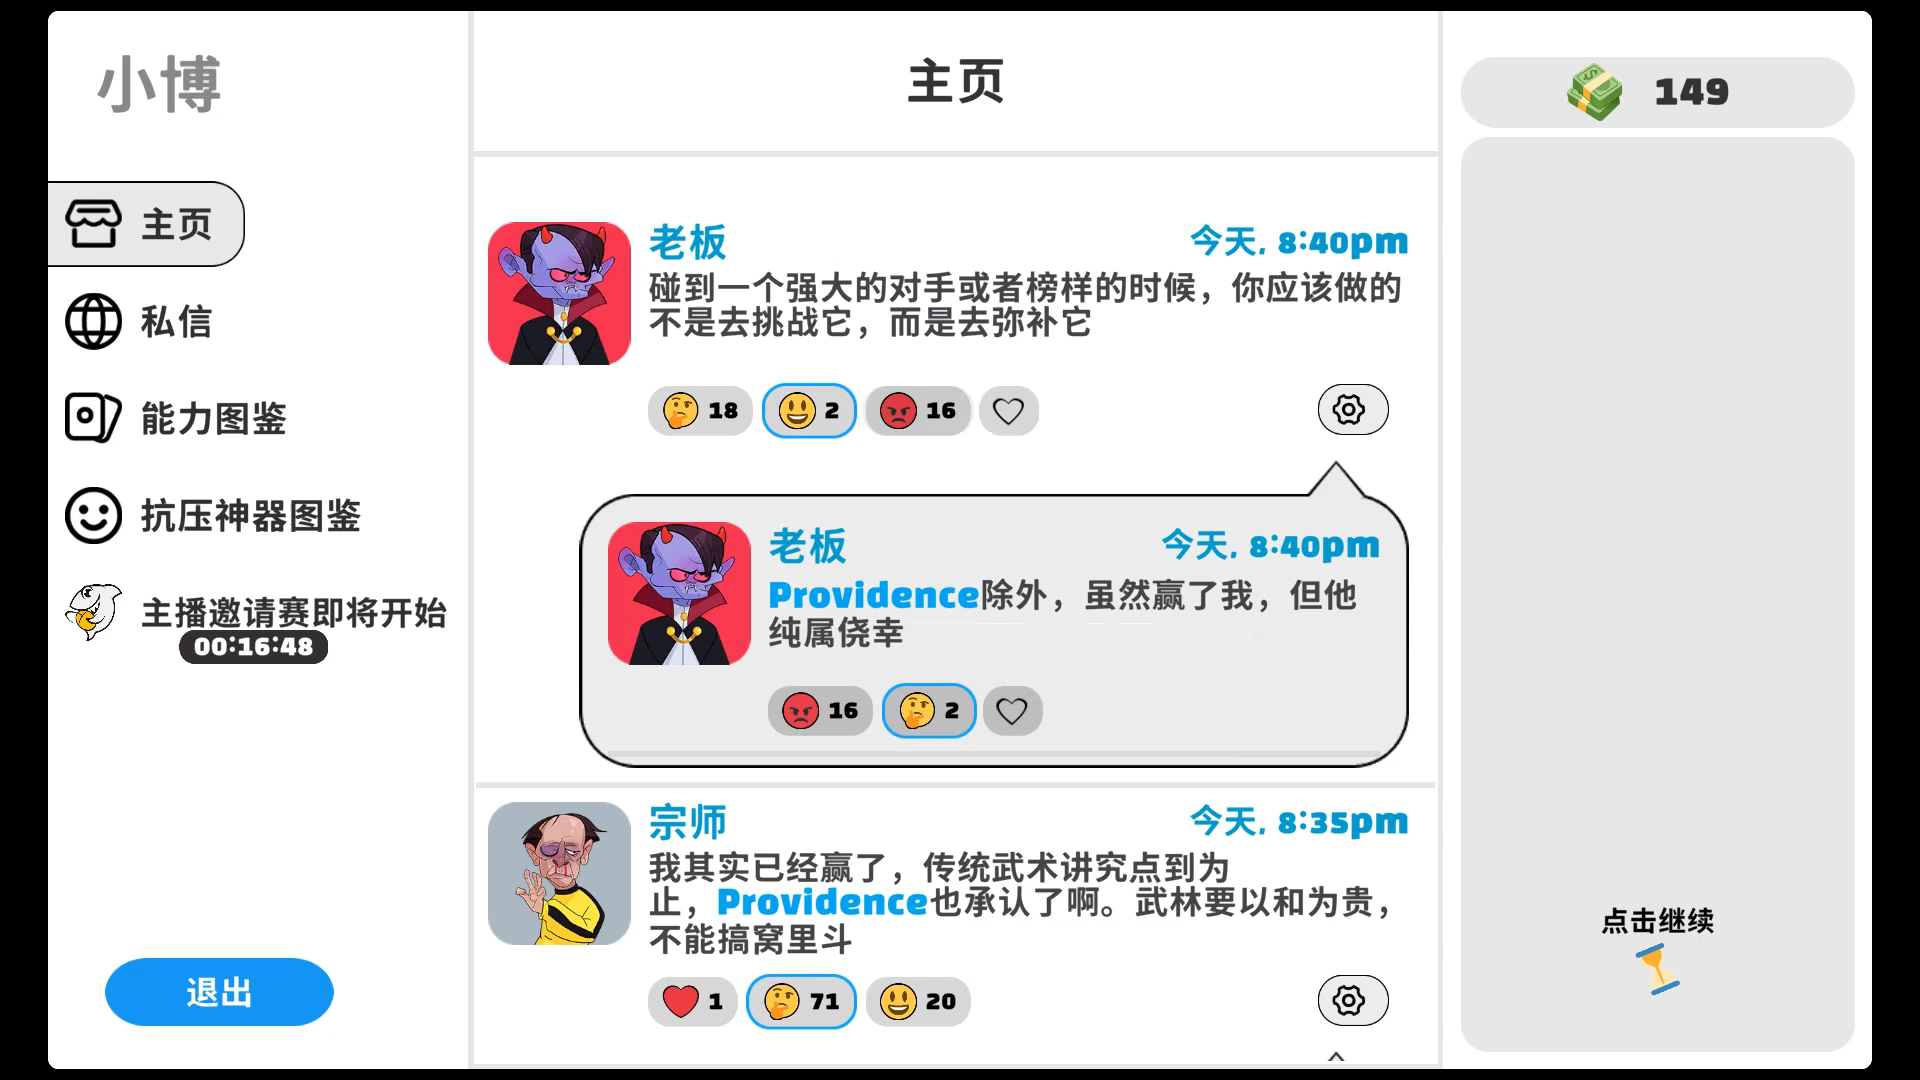 小博
主页
私信
能力图鉴
抗压神器图鉴
主播邀请赛即将开始
00:16:48
退出
主页
老板
今天, 8:40pm
碰到一个强大的对手或者榜样的时候，你应该做的
不是去挑战它，而是去弥补它
18
2
16
老板
今天, 8:40pm
Providence除外，虽然赢了我，但他
纯属侥幸
16
2
宗师
今天, 8:35pm
我其实已经赢了，传统武术讲究点到为
止，Providence也承认了啊。武林要以和为贵，
不能搞窝里斗
1
71
20
149
点击继续